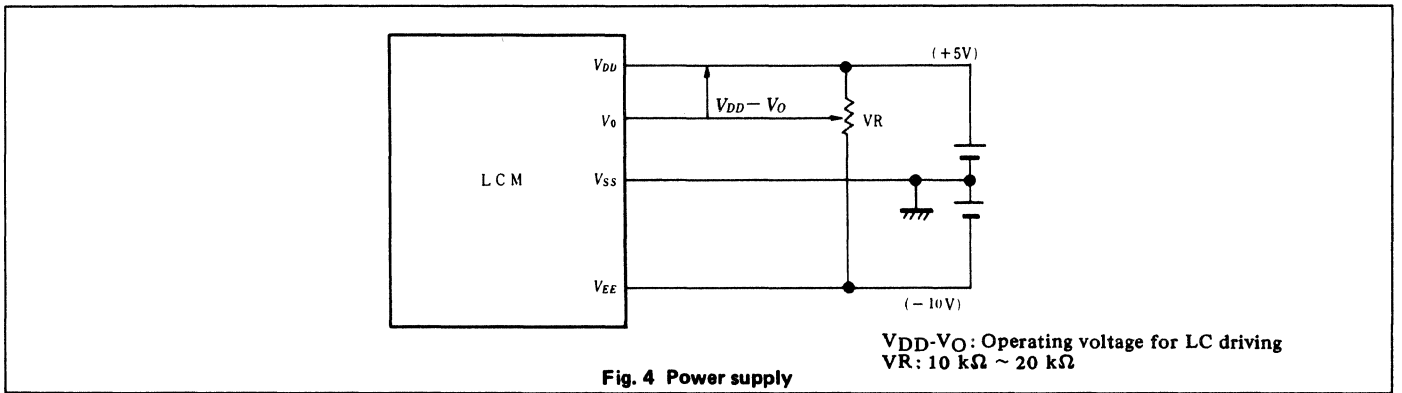 (+5V)
VDD
VDD− VO
V0
VR
LCM
VSS
VEE
(−10V)
VDD-VO: Operating voltage for LC driving
VR: 10 kΩ ~ 20 kΩ
Fig. 4 Power supply